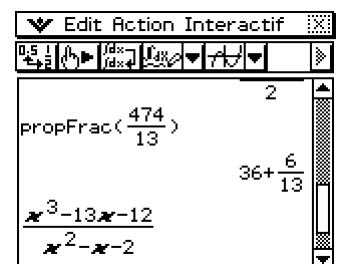 Edit Action Interactif
2
propFrac(474/13)
36+6/13
x^3-13x-12
x^2-x-2